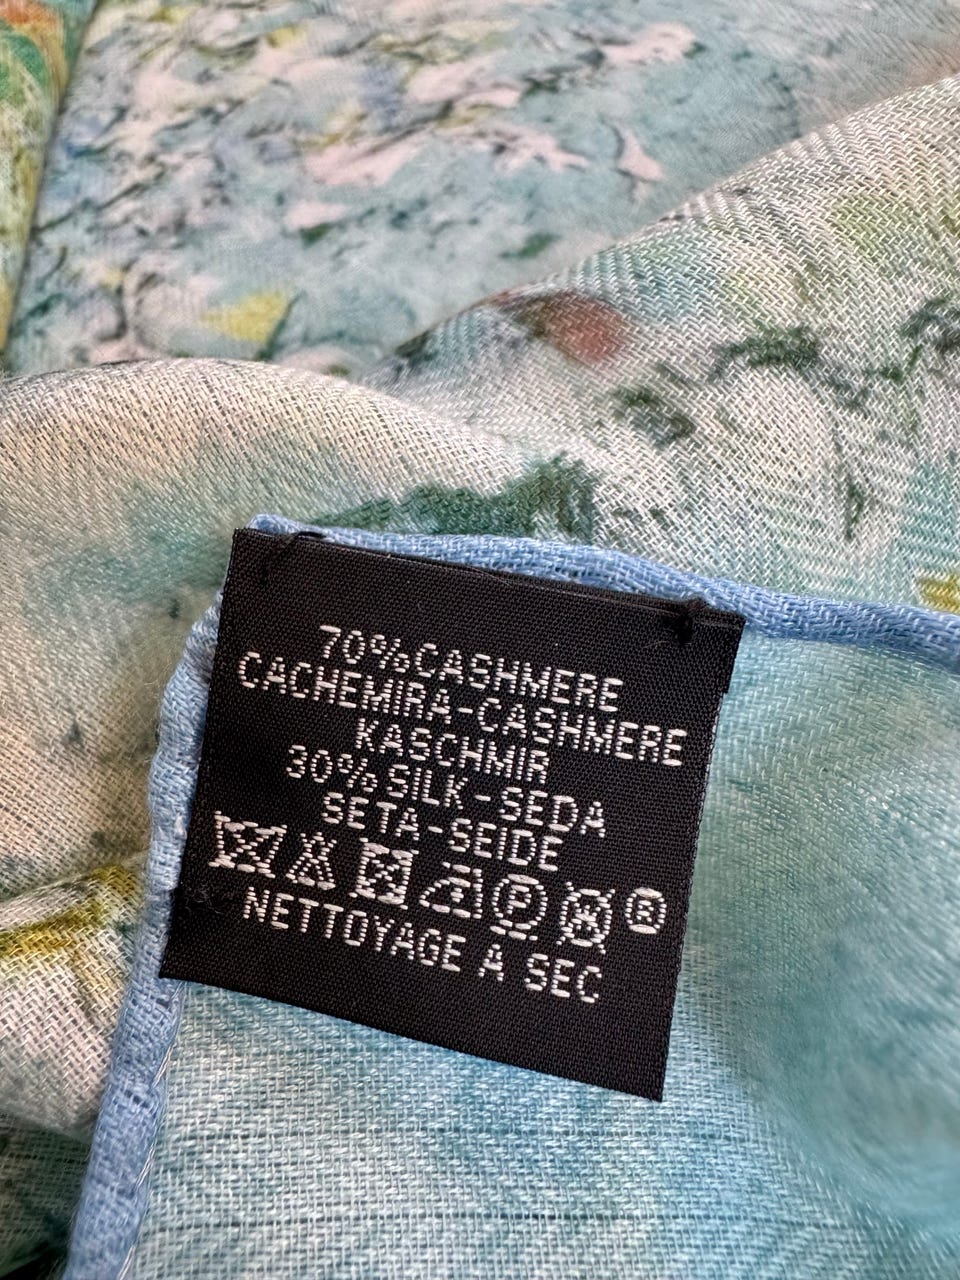 70%CASHMERE
CACHEMIRA-CASHMERE
KASCHMIR
30%SILK-SEDA
SETA-SEIDE
P ®
NETTOYAGE A SEC